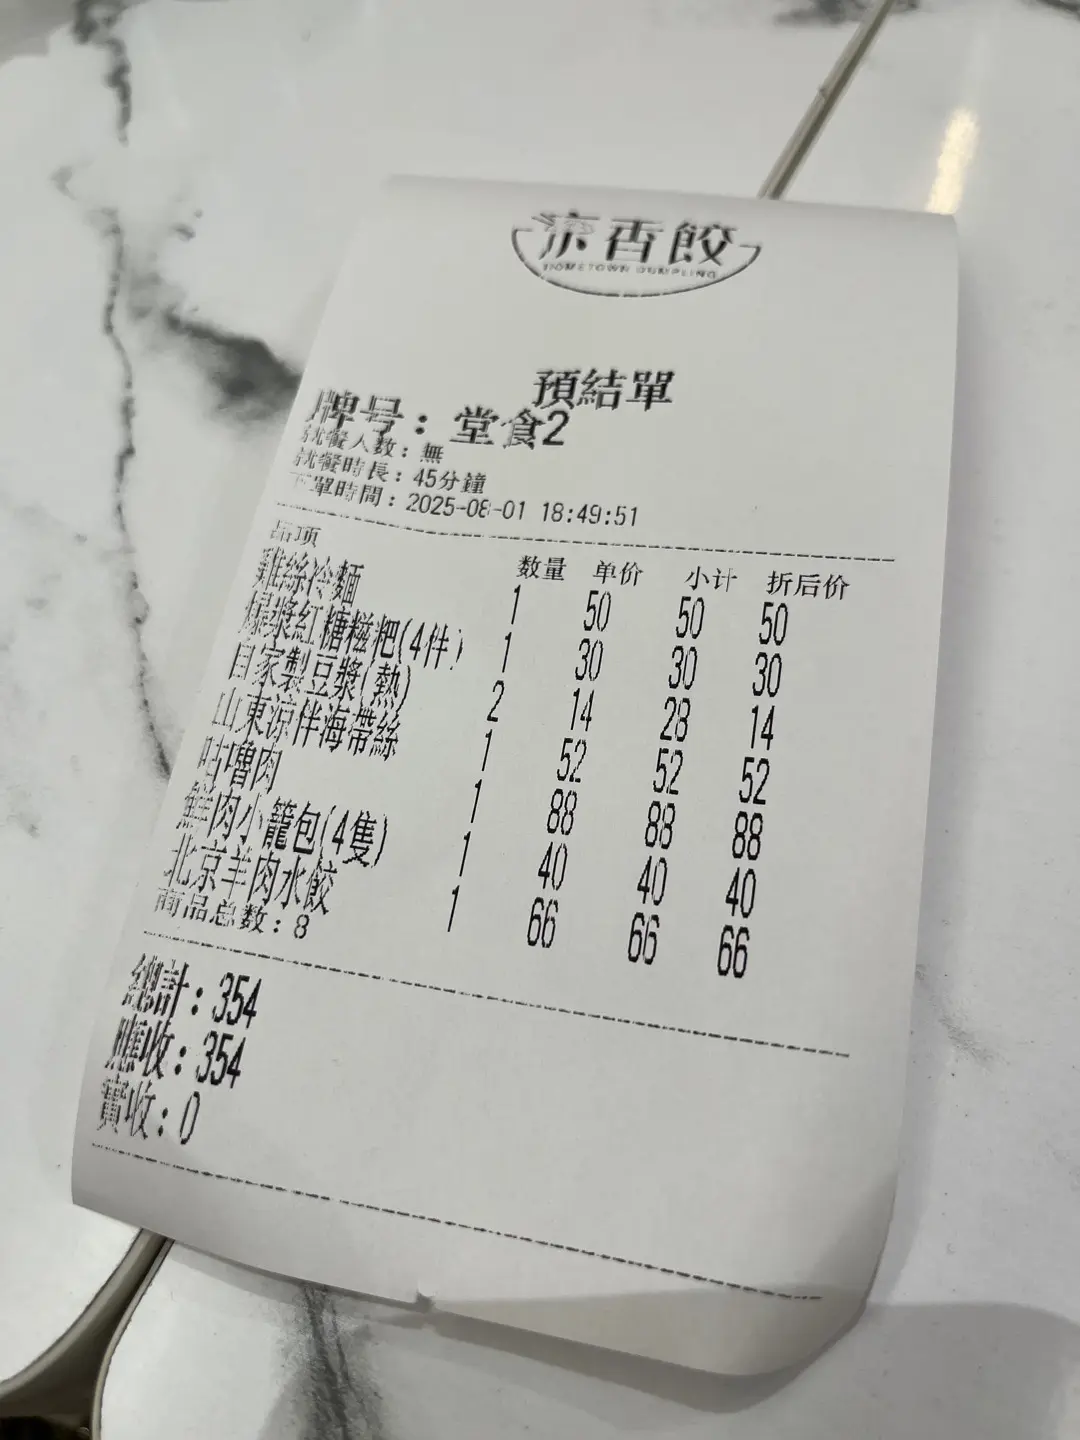 京香餃
HOMETOWN DUMPLING
預結單
牌号：堂食2
就餐人数：無
就餐時長：45分鐘
下單時間：2025-08-01 18:49:51
品项 数量 单价 小计 折后价
雞絲冷麵 1 50 50 50
爆漿紅糖糍粑(4件) 1 30 30 30
自家製豆漿(熱) 2 14 28 14
山東涼伴海帶絲 1 52 52 52
咕嚕肉 1 88 88 88
鮮肉小籠包(4隻) 1 40 40 40
北京羊肉水餃 1 66 66 66
商品总数：8
總計：354
應收：354
實收：0